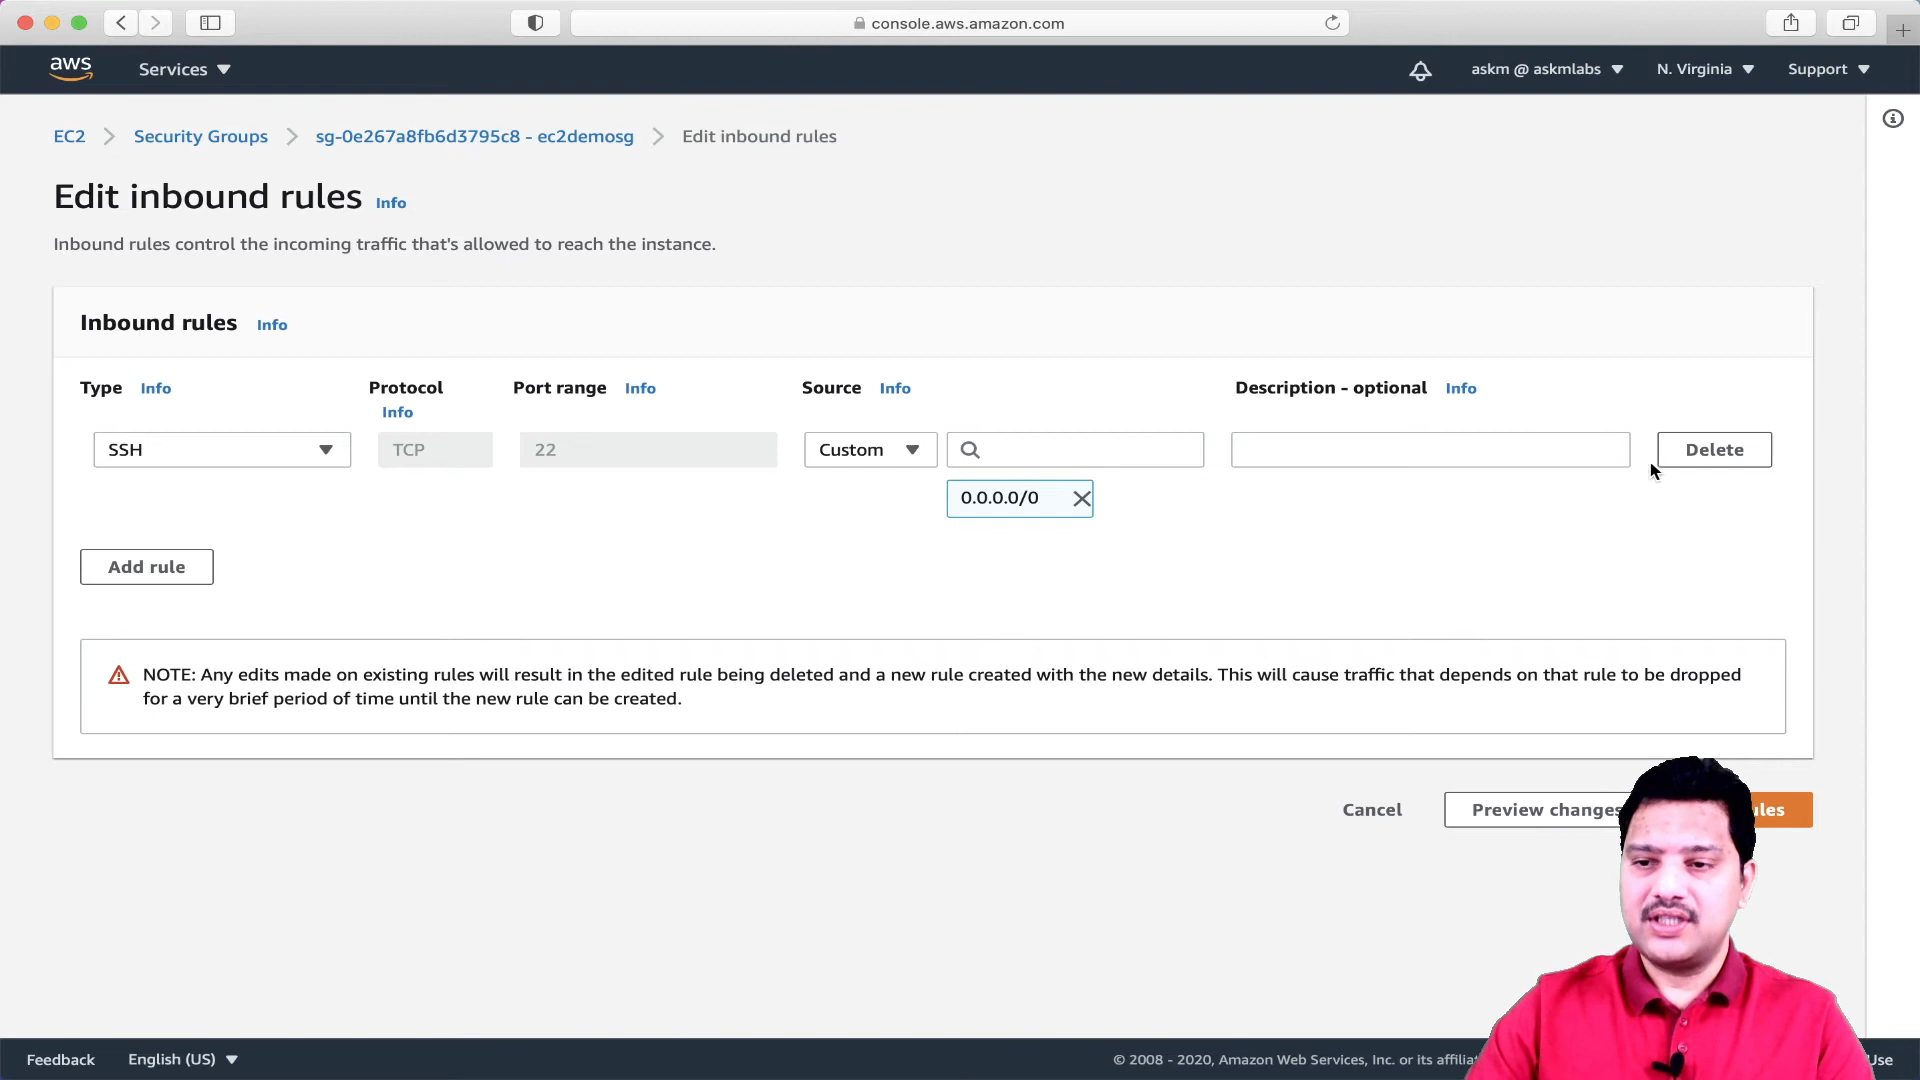 console.aws.amazon.com
aws
Services
askm @ askmlabs
N. Virginia
Support
EC2
Security Groups
sg-0e267a8fb6d3795c8 - ec2demosg
Edit inbound rules
Edit inbound rules Info
Inbound rules control the incoming traffic that's allowed to reach the instance.
Inbound rules Info
Type Info
Protocol Info
Port range Info
Source Info
Description - optional Info
SSH
TCP
22
Custom
Delete
0.0.0.0/0
Add rule
NOTE: Any edits made on existing rules will result in the edited rule being deleted and a new rule created with the new details. This will cause traffic that depends on that rule to be dropped
for a very brief period of time until the new rule can be created.
Cancel
Preview changes
Feedback
English (US)
© 2008 - 2020, Amazon Web Services, Inc. or its
Use